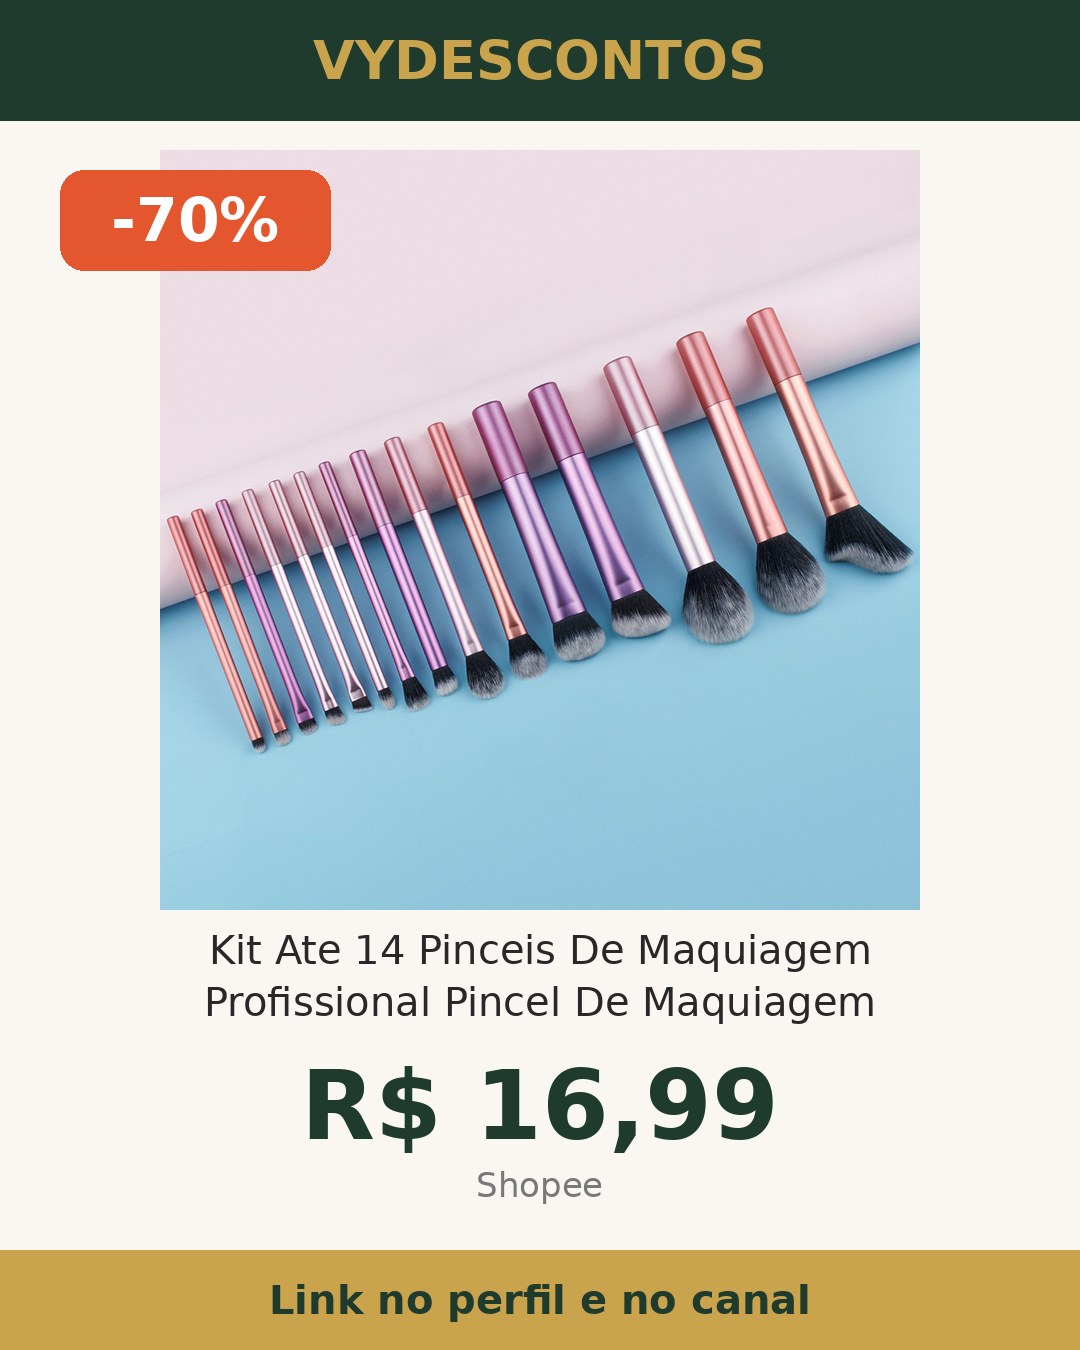 VYDESCONTOS
-70%
Kit Ate 14 Pinceis De Maquiagem
Profissional Pincel De Maquiagem
R$ 16,99
Shopee
Link no perfil e no canal